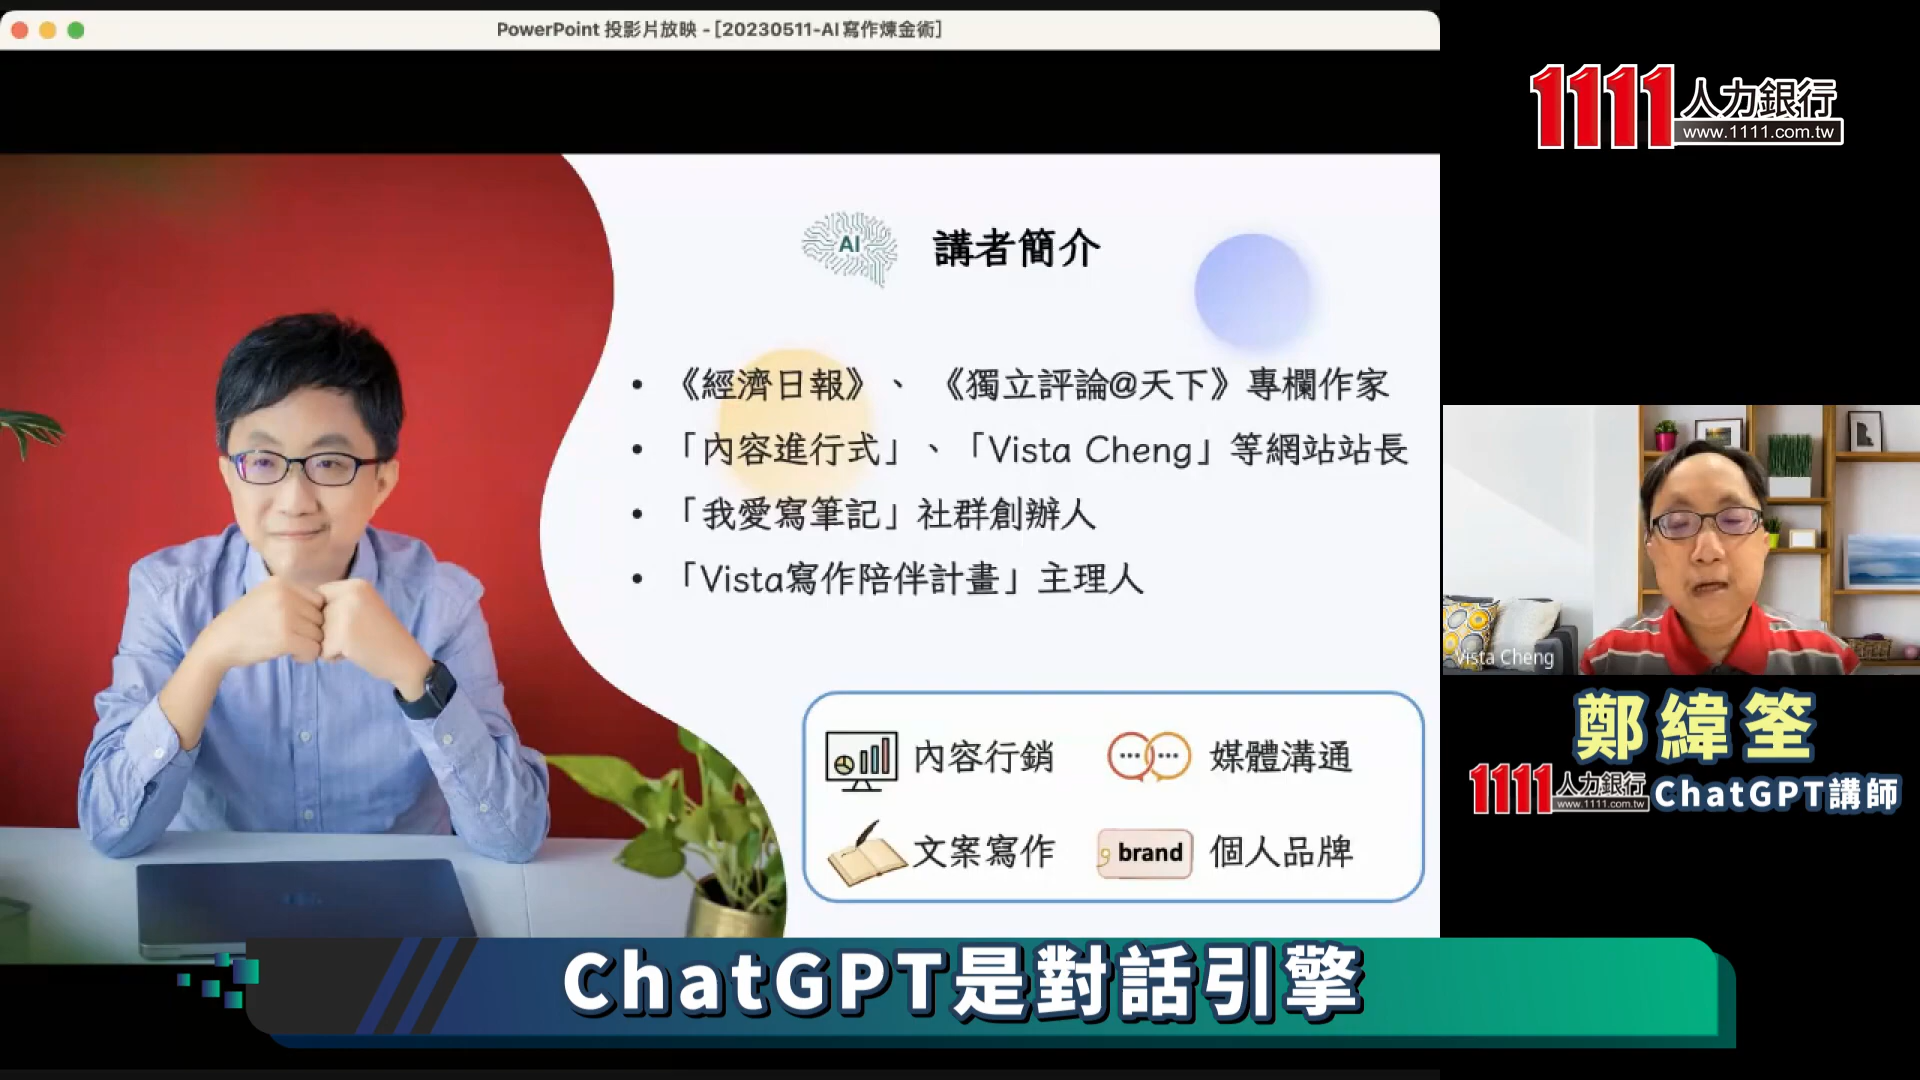 PowerPoint 投影片放映 - [20230511-AI寫作煉金術]
AI
講者簡介
• 《經濟日報》、《獨立評論@天下》專欄作家
• 「內容進行式」、「Vista Cheng」等網站站長
• 「我愛寫筆記」社群創辦人
• 「Vista寫作陪伴計畫」主理人
內容行銷
媒體溝通
文案寫作
brand
個人品牌
1111人力銀行
www.1111.com.tw
Vista Cheng
鄭緯筌
1111人力銀行
www.1111.com.tw
ChatGPT講師
ChatGPT是對話引擎